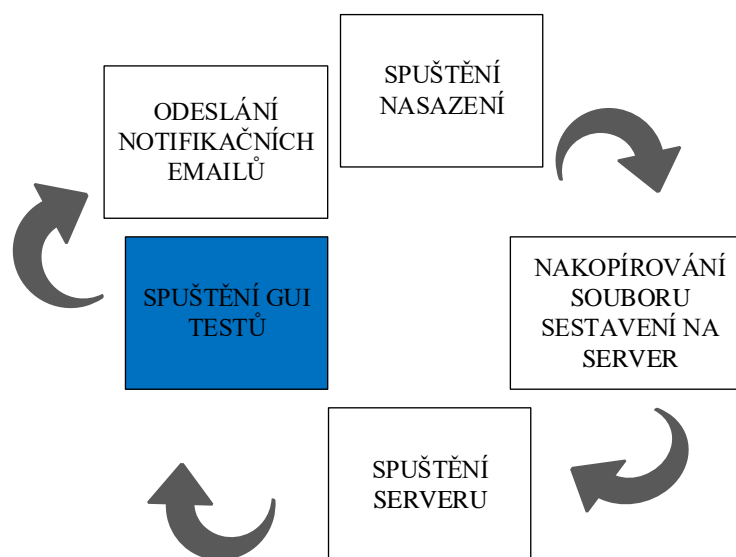 SPUŠTĚNÍ
NASAZENÍ
NAKOPÍROVÁNÍ
SOUBORU
SESTAVENÍ NA
SERVER
SPUŠTĚNÍ
SERVERU
SPUŠTĚNÍ GUI
TESTŮ
ODESLÁNÍ
NOTIFIKAČNÍCH
EMAILŮ